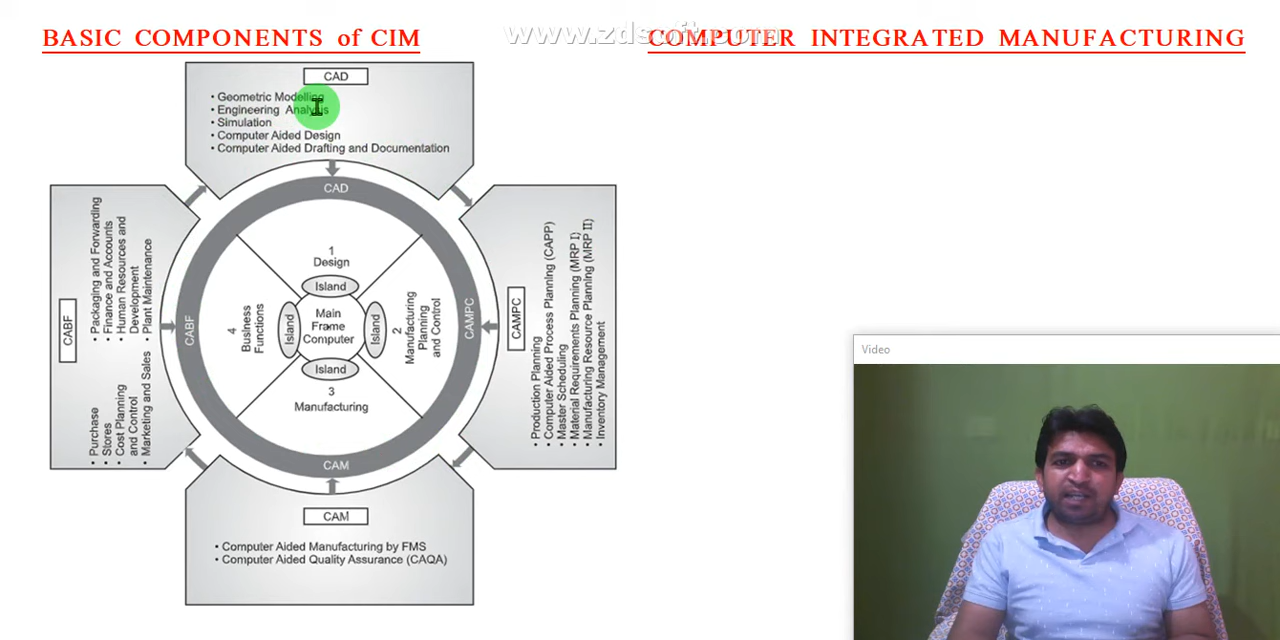 BASIC COMPONENTS of CIM
www.zdsoft.com
COMPUTER INTEGRATED MANUFACTURING
CAD
• Geometric Modelling
• Engineering Analysis
• Simulation
• Computer Aided Design
• Computer Aided Drafting and Documentation
CAD
CABF
• Packaging and Forwarding
• Finance and Accounts
• Human Resources and
Development
• Plant Maintenance
• Purchase
• Stores
• Cost Planning
and Control
• Marketing and Sales
CABF
1
Design
Island
4
Business
Functions
Island
Main
Frame
Computer
Island
2
Manufacturing
Planning
and Control
Island
3
Manufacturing
CAMPC
CAMPC
• Production Planning
• Computer Aided Process Planning (CAPP)
• Master Scheduling
• Material Requirements Planning (MRP I)
• Manufacturing Resource Planning (MRP II)
• Inventory Management
CAM
CAM
• Computer Aided Manufacturing by FMS
• Computer Aided Quality Assurance (CAQA)
Video